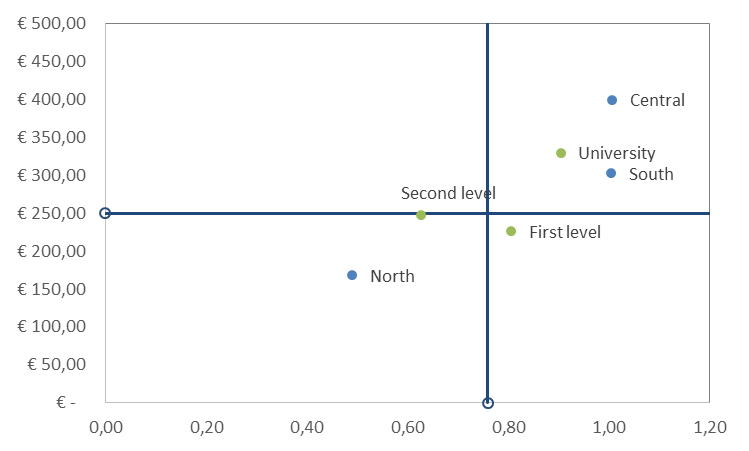 € 500,00
€ 450,00
€ 400,00
€ 350,00
€ 300,00
€ 250,00
€ 200,00
€ 150,00
€ 100,00
€ 50,00
€ -
Central
University
South
Second level
First level
North
0,00 0,20 0,40 0,60 0,80 1,00 1,20